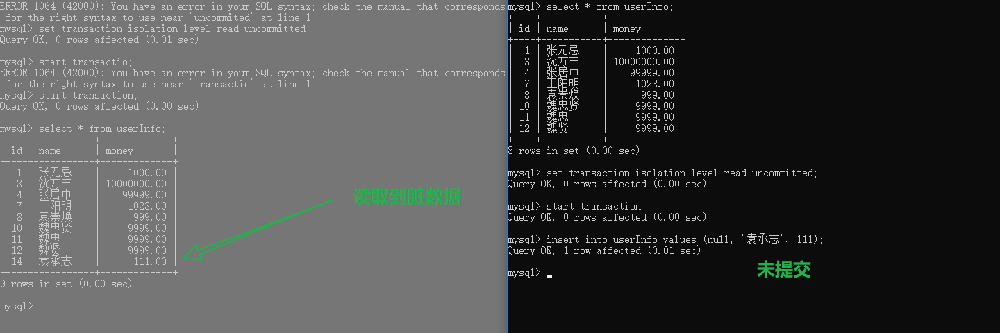 ERROR 1064 (42000): You have an error in your SQL syntax; check the manual that corresponds
 for the right syntax to use near 'uncommited' at line 1
mysql> set transaction isolation level read uncommitted;
Query OK, 0 rows affected (0.01 sec)
mysql> start transactio;
ERROR 1064 (42000): You have an error in your SQL syntax; check the manual that corresponds
 for the right syntax to use near 'transactio' at line 1
mysql> start transaction;
Query OK, 0 rows affected (0.00 sec)
mysql> select * from userInfo;
+----+-----------+-------------+
| id | name | money |
+----+-----------+-------------+
| 1 | 张无忌 | 1000.00 |
| 3 | 沈万三 | 10000000.00 |
| 4 | 张居中 | 99999.00 |
| 7 | 王阳明 | 1023.00 |
| 8 | 袁崇焕 | 999.00 |
| 10 | 魏忠贤 | 9999.00 |
| 11 | 魏忠 | 9999.00 |
| 12 | 魏贤 | 9999.00 |
| 14 | 袁承志 | 111.00 |
+----+-----------+-------------+
9 rows in set (0.00 sec)
mysql>
读取到脏数据
mysql> select * from userInfo;
+----+-----------+-------------+
| id | name | money |
+----+-----------+-------------+
| 1 | 张无忌 | 1000.00 |
| 3 | 沈万三 | 10000000.00 |
| 4 | 张居中 | 99999.00 |
| 7 | 王阳明 | 1023.00 |
| 8 | 袁崇焕 | 999.00 |
| 10 | 魏忠贤 | 9999.00 |
| 11 | 魏忠 | 9999.00 |
| 12 | 魏贤 | 9999.00 |
+----+-----------+-------------+
8 rows in set (0.00 sec)
mysql> set transaction isolation level read uncommitted;
Query OK, 0 rows affected (0.00 sec)
mysql> start transaction ;
Query OK, 0 rows affected (0.00 sec)
mysql> insert into userInfo values (null, '袁承志', 111);
Query OK, 1 row affected (0.01 sec)
mysql>
未提交